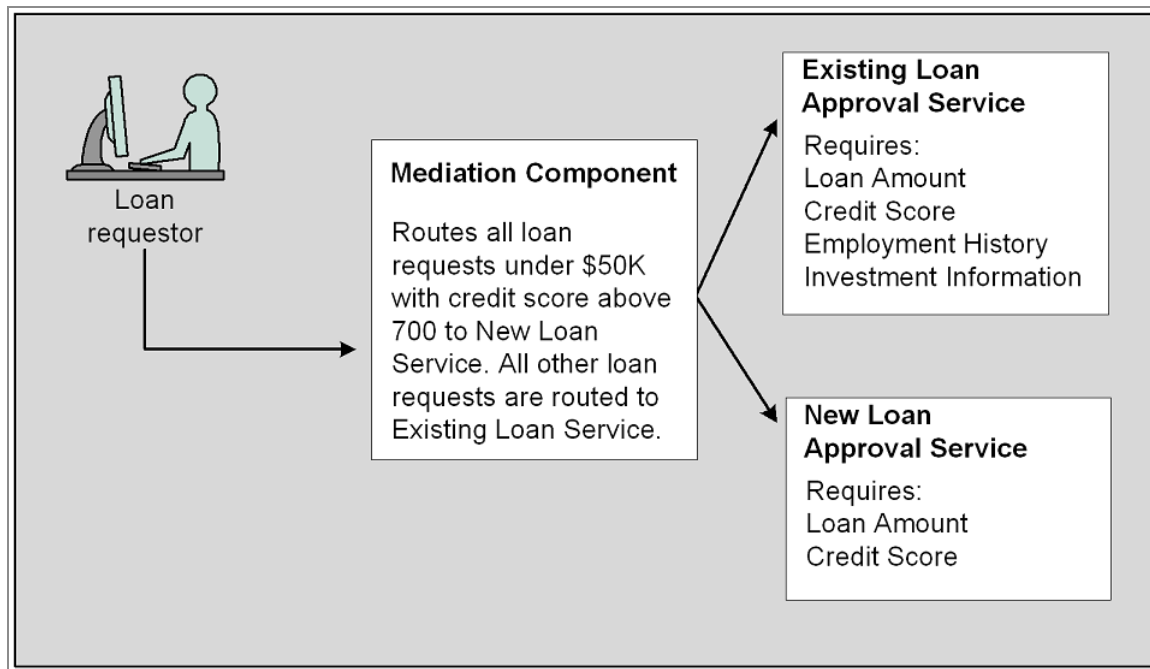 Loan
requestor
Mediation Component
Routes all loan
requests under $50K
with credit score above
700 to New Loan
Service. All other loan
requests are routed to
Existing Loan Service.
Existing Loan
Approval Service
Requires:
Loan Amount
Credit Score
Employment History
Investment Information
New Loan
Approval Service
Requires:
Loan Amount
Credit Score